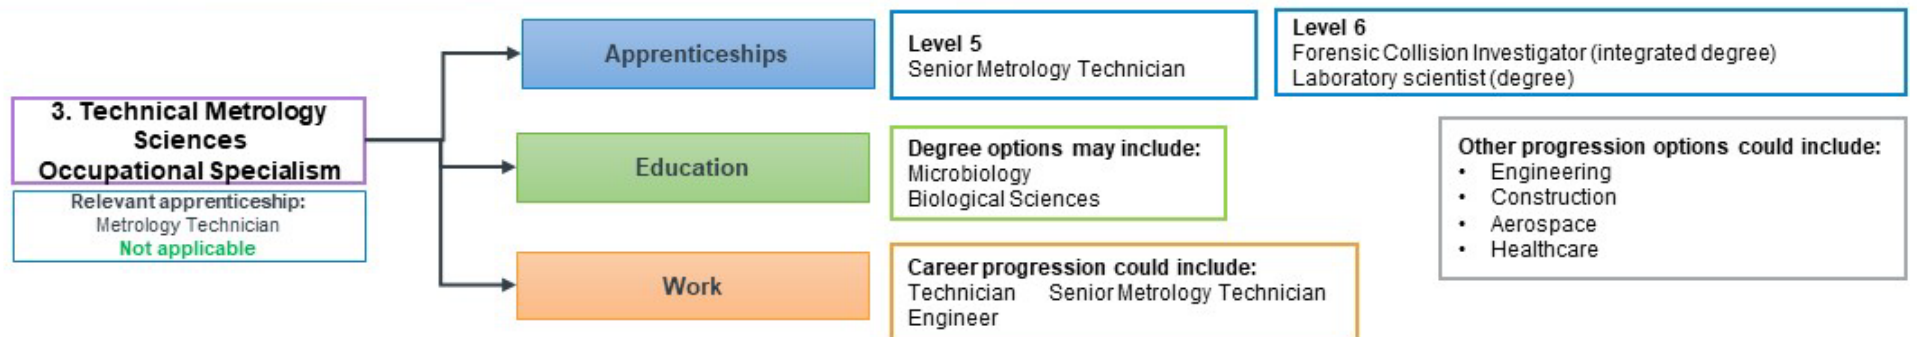 3. Technical Metrology
Sciences
Occupational Specialism
Relevant apprenticeship:
Metrology Technician
Not applicable
Apprenticeships
Level 5
Senior Metrology Technician
Level 6
Forensic Collision Investigator (integrated degree)
Laboratory scientist (degree)
Education
Degree options may include:
Microbiology
Biological Sciences
Work
Career progression could include:
Technician Senior Metrology Technician
Engineer
Other progression options could include:
• Engineering
• Construction
• Aerospace
• Healthcare